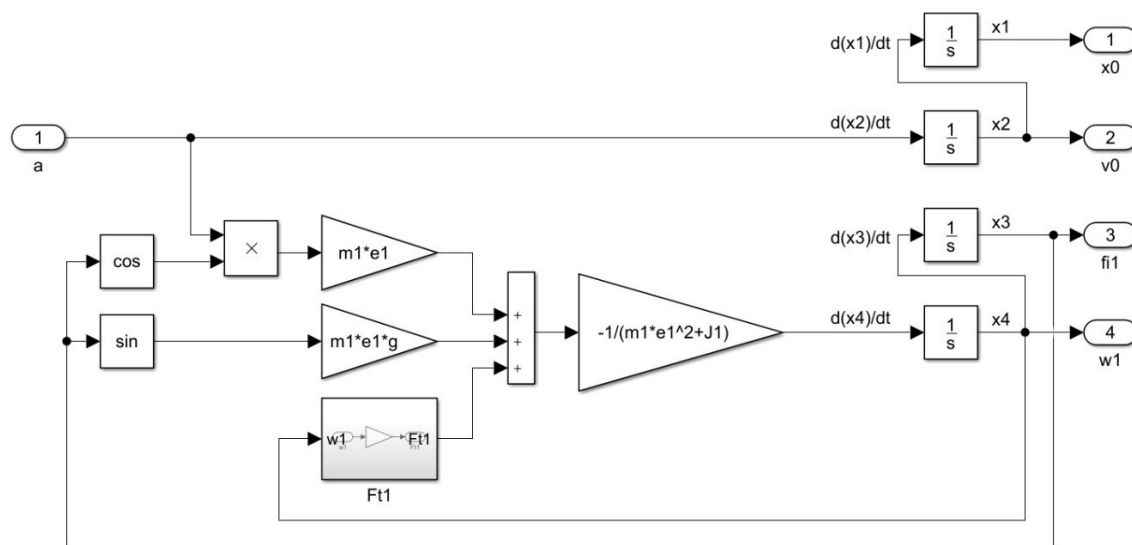 d(x1)/dt
1
s
x1
1
x0
1
a
d(x2)/dt
1
s
x2
2
v0
cos
×
m1*e1
d(x3)/dt
1
s
x3
3
fi1
sin
m1*e1*g
+
+
+
-1/(m1*e1^2+J1)
d(x4)/dt
1
s
x4
4
w1
w1
w1
Ft1
Ft1
Ft1